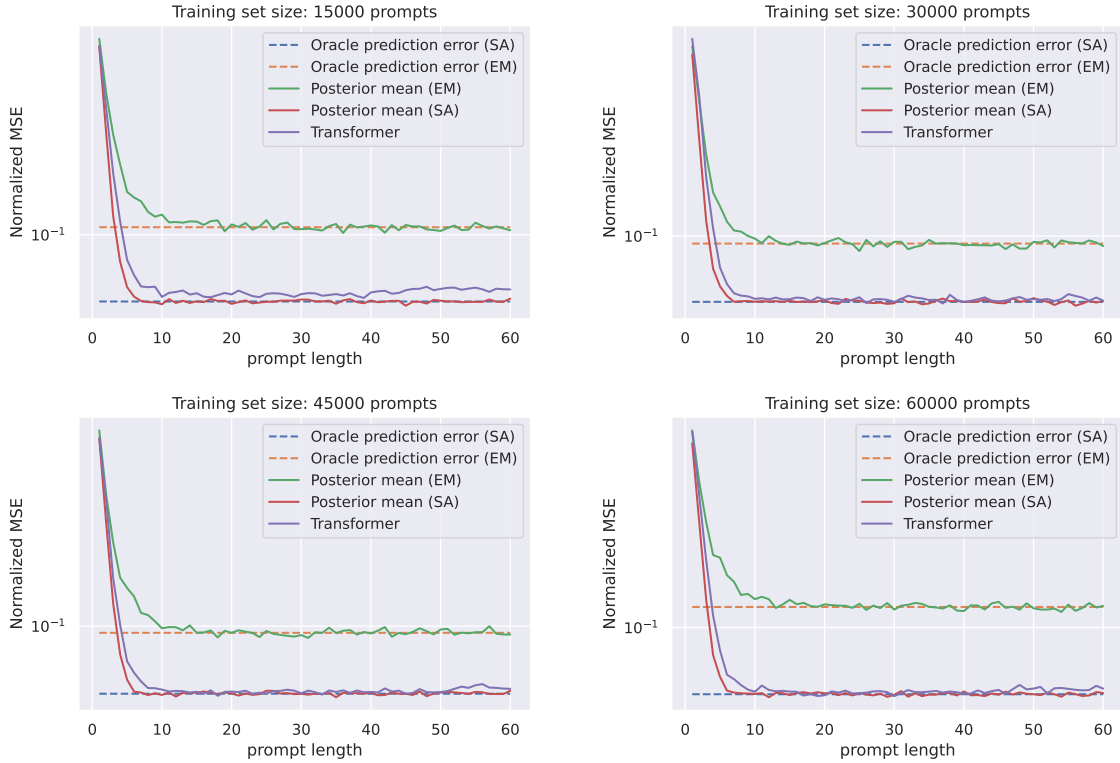 Training set size: 15000 prompts
Normalized MSE
10⁻¹
Oracle prediction error (SA)
Oracle prediction error (EM)
Posterior mean (EM)
Posterior mean (SA)
Transformer
0 10 20 30 40 50 60
prompt length
Training set size: 30000 prompts
Normalized MSE
10⁻¹
Oracle prediction error (SA)
Oracle prediction error (EM)
Posterior mean (EM)
Posterior mean (SA)
Transformer
0 10 20 30 40 50 60
prompt length
Training set size: 45000 prompts
Normalized MSE
10⁻¹
Oracle prediction error (SA)
Oracle prediction error (EM)
Posterior mean (EM)
Posterior mean (SA)
Transformer
0 10 20 30 40 50 60
prompt length
Training set size: 60000 prompts
Normalized MSE
10⁻¹
Oracle prediction error (SA)
Oracle prediction error (EM)
Posterior mean (EM)
Posterior mean (SA)
Transformer
0 10 20 30 40 50 60
prompt length